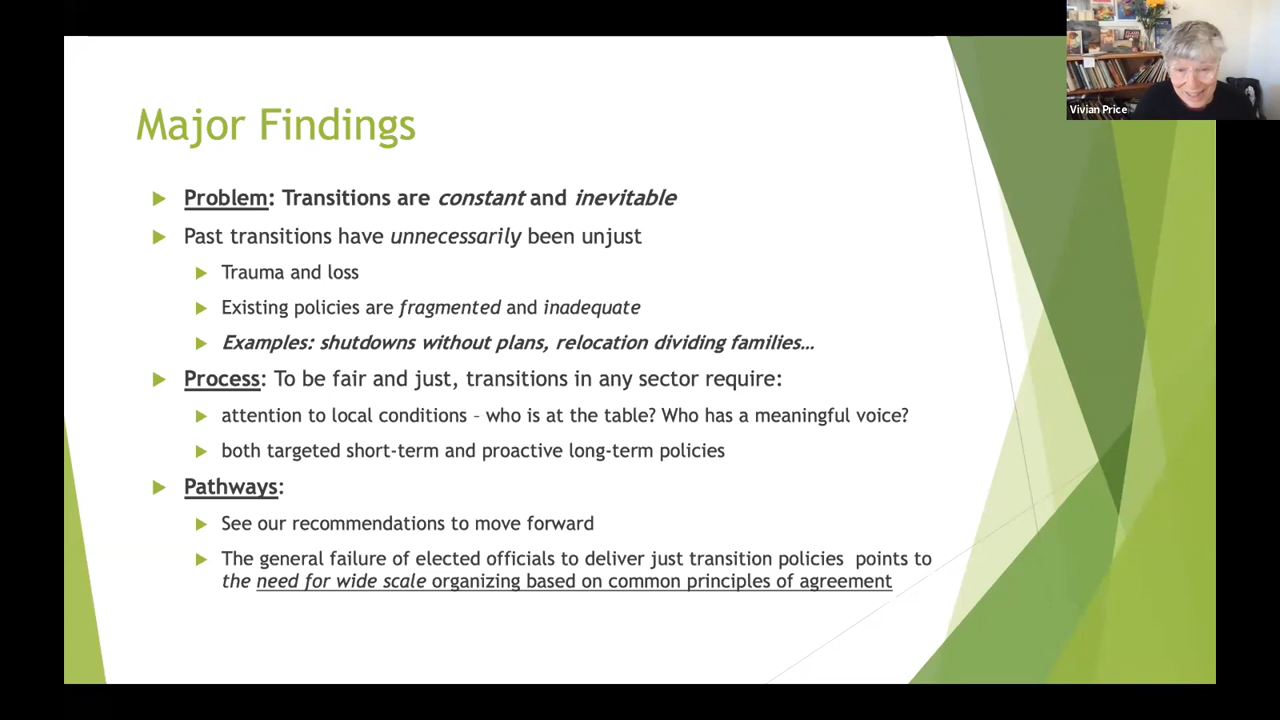 Vivian Price
Major Findings
Problem: Transitions are constant and inevitable
Past transitions have unnecessarily been unjust
Trauma and loss
Existing policies are fragmented and inadequate
Examples: shutdowns without plans, relocation dividing families…
Process: To be fair and just, transitions in any sector require:
attention to local conditions – who is at the table? Who has a meaningful voice?
both targeted short-term and proactive long-term policies
Pathways:
See our recommendations to move forward
The general failure of elected officials to deliver just transition policies points to
the need for wide scale organizing based on common principles of agreement